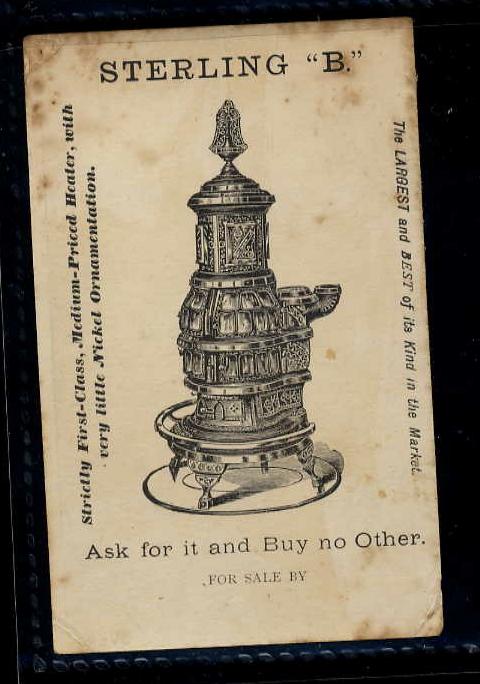 STERLING "B."
Strictly First-Class, Medium-Priced Heater, with
very little Nickel Ornamentation.
The LARGEST and BEST of its Kind in the Market.
Ask for it and Buy no Other.
FOR SALE BY